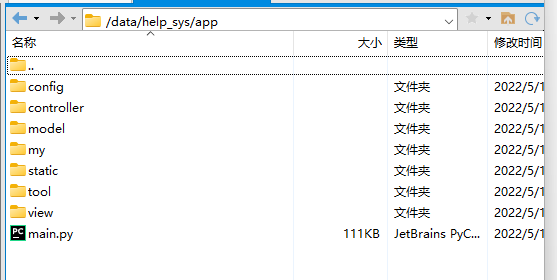 /data/help_sys/app
名称 大小 类型 修改时间
..
config 文件夹 2022/5/1
controller 文件夹 2022/5/1
model 文件夹 2022/5/1
my 文件夹 2022/5/1
static 文件夹 2022/5/1
tool 文件夹 2022/5/1
view 文件夹 2022/5/1
PC main.py 111KB JetBrains PyC... 2022/5/1